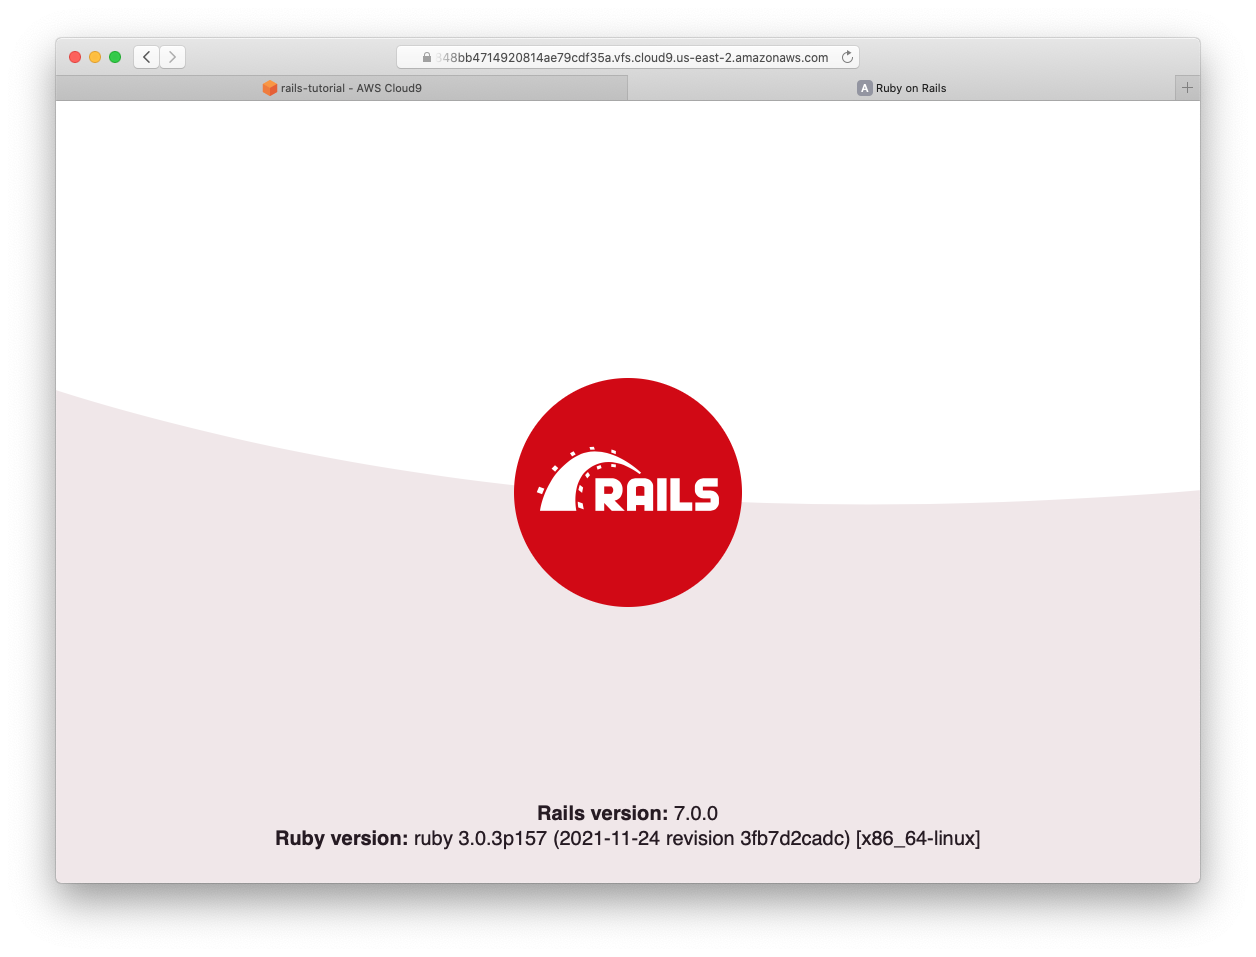 348bb4714920814ae79cdf35a.vfs.cloud9.us-east-2.amazonaws.com
rails-tutorial - AWS Cloud9
A Ruby on Rails
RAILS
Rails version: 7.0.0
Ruby version: ruby 3.0.3p157 (2021-11-24 revision 3fb7d2cadc) [x86_64-linux]